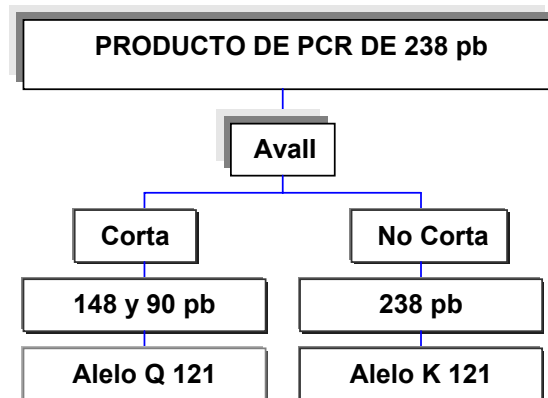 PRODUCTO DE PCR DE 238 pb
AvaII
Corta
No Corta
148 y 90 pb
238 pb
Alelo Q 121
Alelo K 121